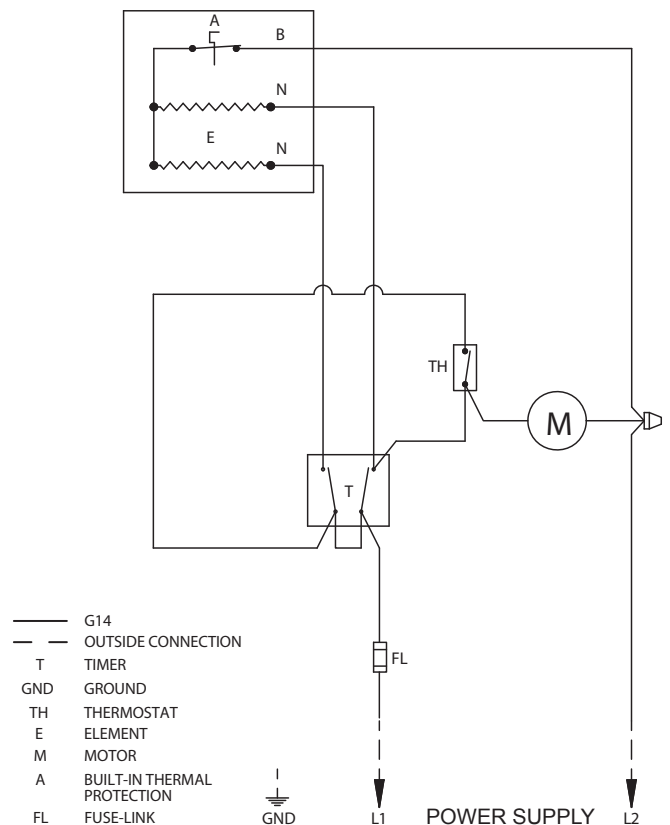 A
B
N
E
N
TH
M
T
FL
G14
OUTSIDE CONNECTION
T TIMER
GND GROUND
TH THERMOSTAT
E ELEMENT
M MOTOR
A BUILT-IN THERMAL
PROTECTION
FL FUSE-LINK
GND L1 POWER SUPPLY L2